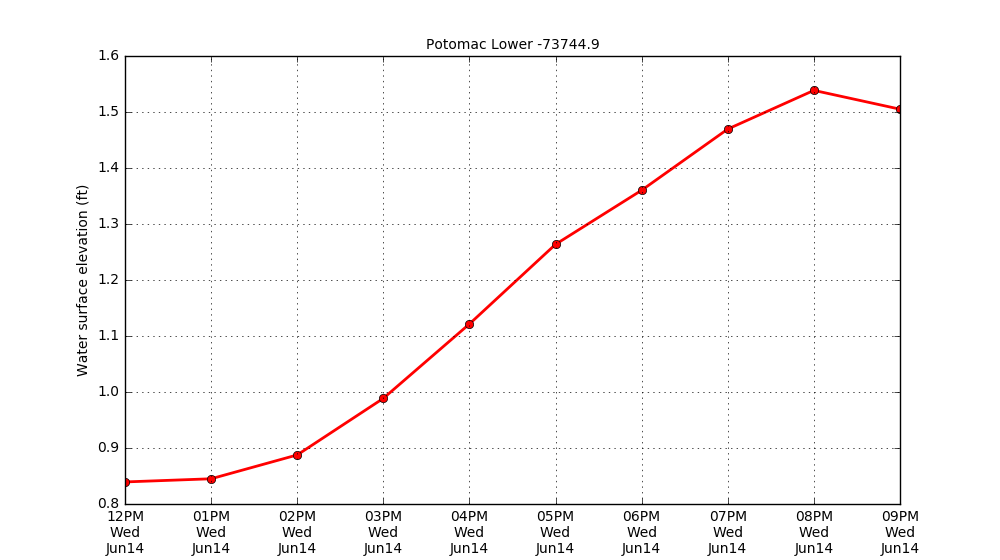 Potomac Lower -73744.9
Water surface elevation (ft)
1.6
1.5
1.4
1.3
1.2
1.1
1.0
0.9
0.8
12PM 01PM 02PM 03PM 04PM 05PM 06PM 07PM 08PM 09PM
Wed Wed Wed Wed Wed Wed Wed Wed Wed Wed
Jun14 Jun14 Jun14 Jun14 Jun14 Jun14 Jun14 Jun14 Jun14 Jun14